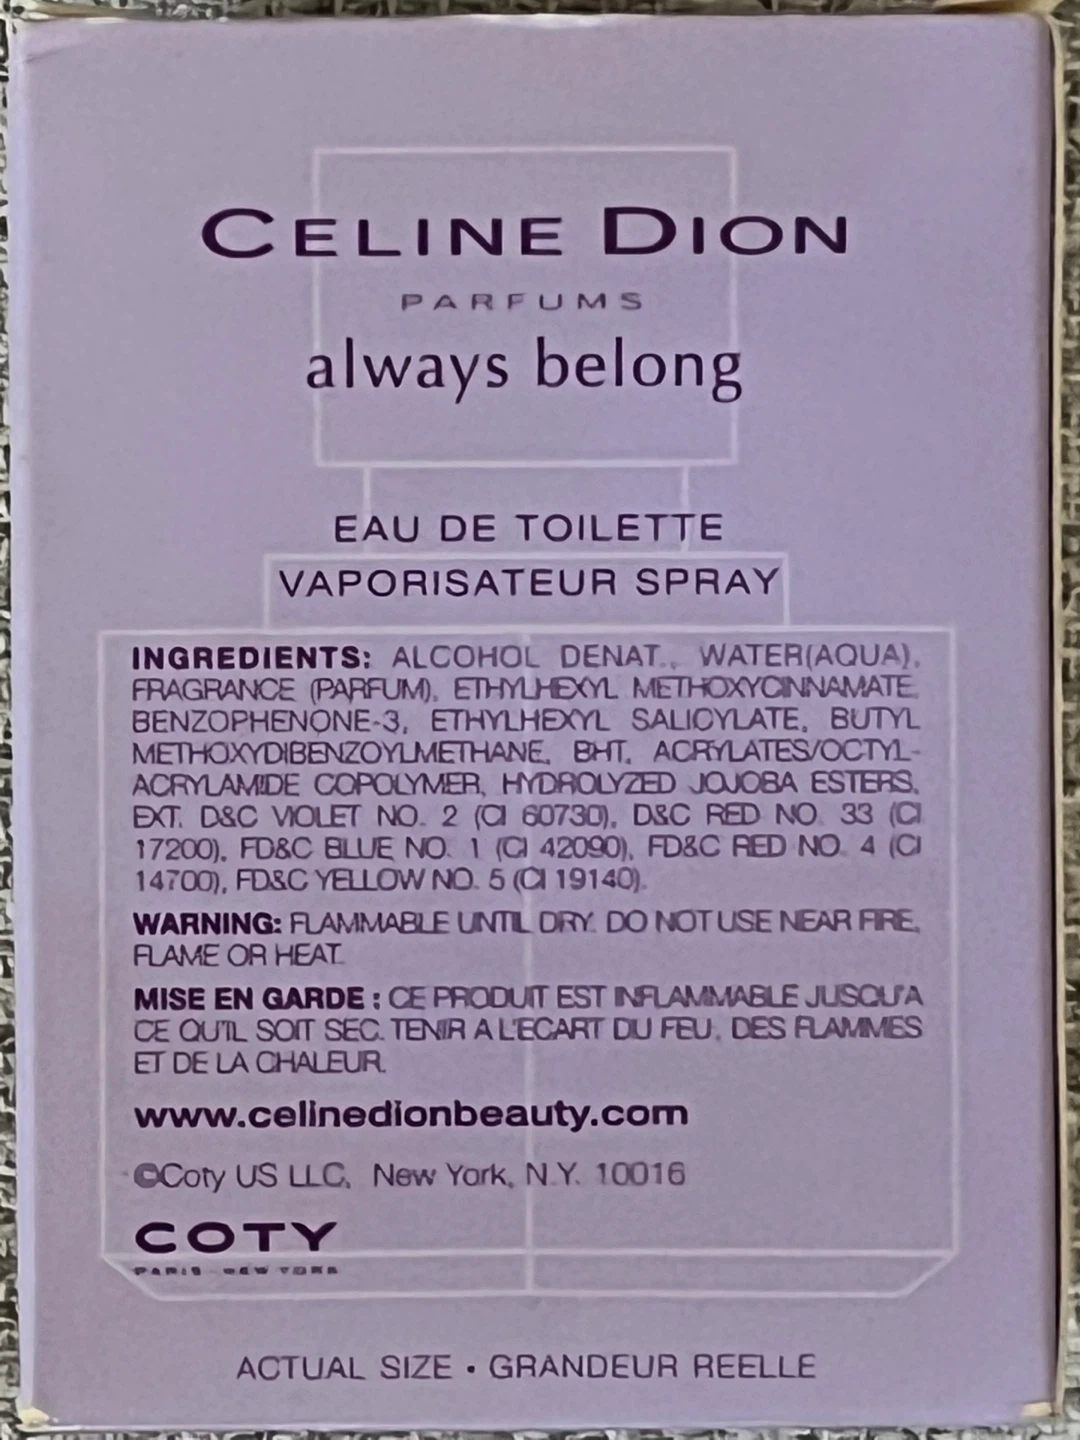 CELINE DION
PARFUMS
always belong
EAU DE TOILETTE
VAPORISATEUR SPRAY
INGREDIENTS: ALCOHOL DENAT., WATER(AQUA),
FRAGRANCE (PARFUM), ETHYLHEXYL METHOXYCINNAMATE,
BENZOPHENONE-3, ETHYLHEXYL SALICYLATE, BUTYL
METHOXYDIBENZOYLMETHANE, BHT, ACRYLATES/OCTYL-
ACRYLAMIDE COPOLYMER, HYDROLYZED JOJOBA ESTERS,
EXT. D&C VIOLET NO. 2 (CI 60730), D&C RED NO. 33 (CI
17200), FD&C BLUE NO. 1 (CI 42090), FD&C RED NO. 4 (CI
14700), FD&C YELLOW NO. 5 (CI 19140).
WARNING: FLAMMABLE UNTIL DRY. DO NOT USE NEAR FIRE,
FLAME OR HEAT.
MISE EN GARDE : CE PRODUIT EST INFLAMMABLE JUSQU'A
CE QU'IL SOIT SEC. TENIR A L'ECART DU FEU, DES FLAMMES
ET DE LA CHALEUR.
www.celinedionbeauty.com
©Coty US LLC, New York, N.Y. 10016
COTY
PARIS - NEW YORK
ACTUAL SIZE • GRANDEUR REELLE